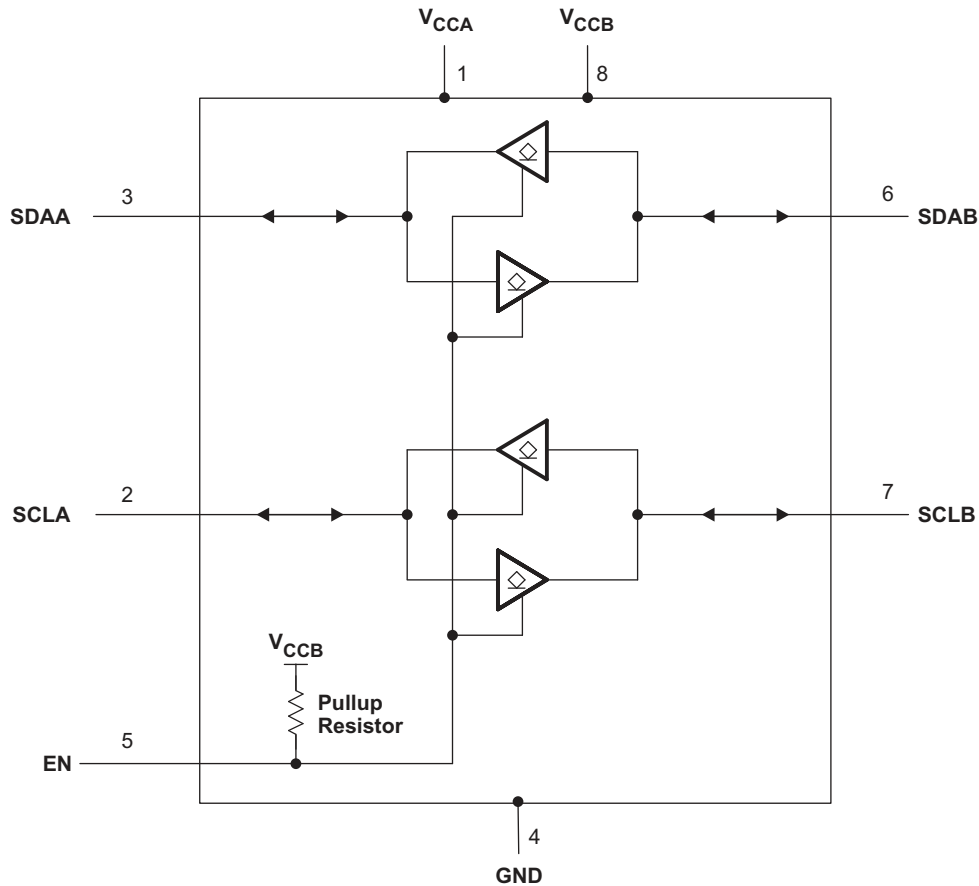 VCCA
VCCB
1
8
3
6
SDAA
SDAB
2
7
SCLA
SCLB
VCCB
Pullup
Resistor
5
EN
4
GND